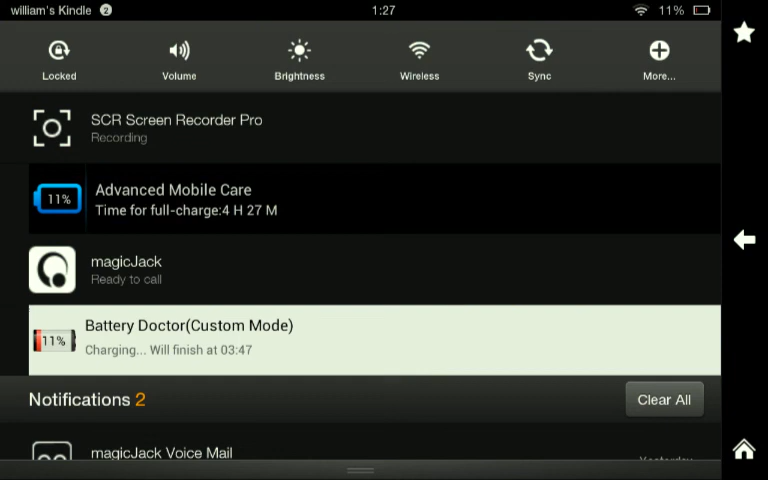 william's Kindle 2 1:27 11%
Locked Volume Brightness Wireless Sync More...
SCR Screen Recorder Pro
Recording
11%
Advanced Mobile Care
Time for full-charge:4 H 27 M
magicJack
Ready to call
11%
Battery Doctor(Custom Mode)
Charging... Will finish at 03:47
Notifications 2 Clear All
magicJack Voice Mail
Yesterday